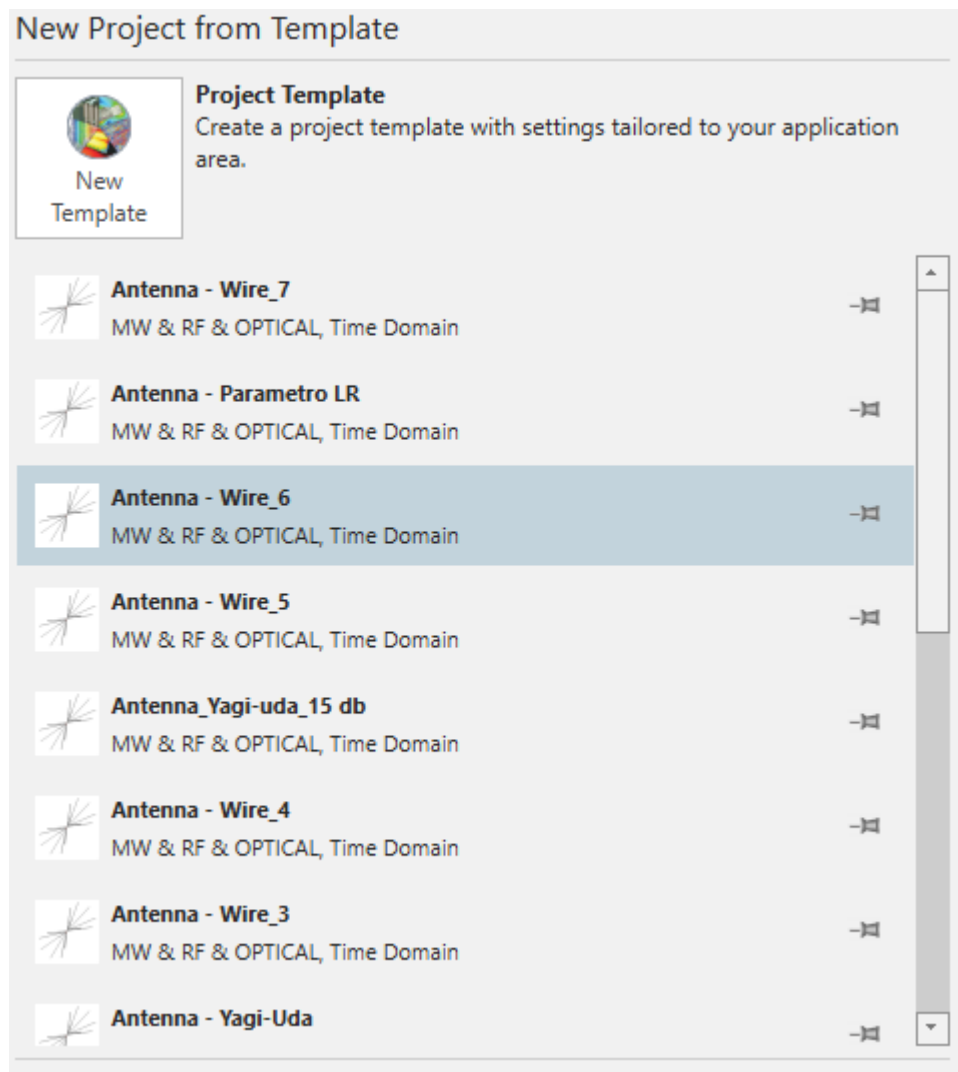 New Project from Template
New
Template
Project Template
Create a project template with settings tailored to your application
area.
Antenna - Wire_7
MW & RF & OPTICAL, Time Domain
Antenna - Parametro LR
MW & RF & OPTICAL, Time Domain
Antenna - Wire_6
MW & RF & OPTICAL, Time Domain
Antenna - Wire_5
MW & RF & OPTICAL, Time Domain
Antenna_Yagi-uda_15 db
MW & RF & OPTICAL, Time Domain
Antenna - Wire_4
MW & RF & OPTICAL, Time Domain
Antenna - Wire_3
MW & RF & OPTICAL, Time Domain
Antenna - Yagi-Uda